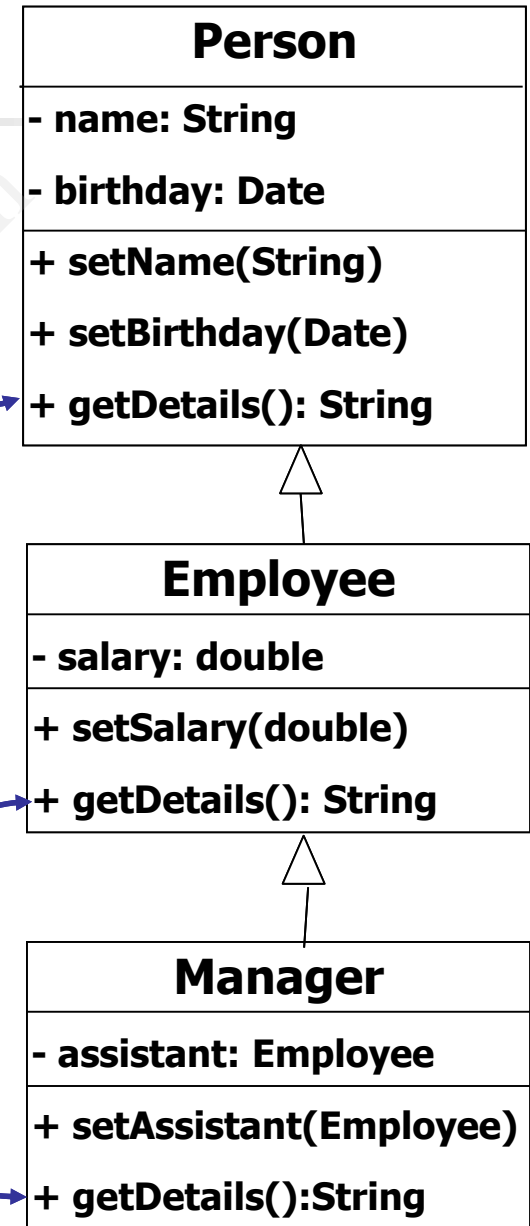 Person
- name: String
- birthday: Date
+ setName(String)
+ setBirthday(Date)
+ getDetails(): String
Employee
- salary: double
+ setSalary(double)
+ getDetails(): String
Manager
- assistant: Employee
+ setAssistant(Employee)
+ getDetails():String